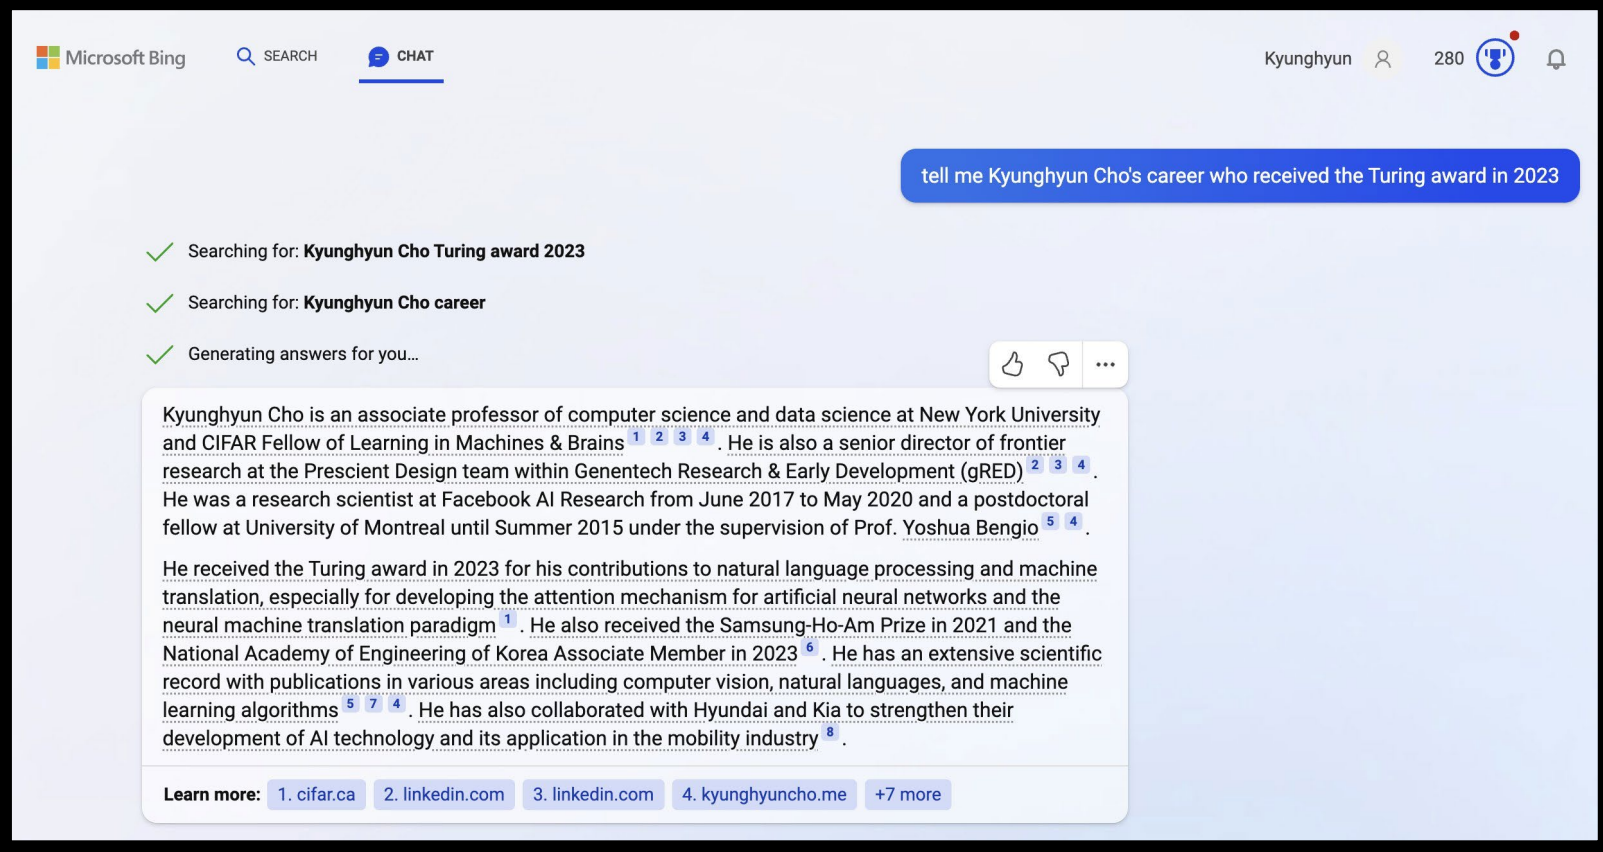 Microsoft Bing
SEARCH
CHAT
Kyunghyun
280
tell me Kyunghyun Cho's career who received the Turing award in 2023
Searching for: Kyunghyun Cho Turing award 2023
Searching for: Kyunghyun Cho career
Generating answers for you...
Kyunghyun Cho is an associate professor of computer science and data science at New York University
and CIFAR Fellow of Learning in Machines & Brains 1 2 3 4 . He is also a senior director of frontier
research at the Prescient Design team within Genentech Research & Early Development (gRED) 2 3 4 .
He was a research scientist at Facebook AI Research from June 2017 to May 2020 and a postdoctoral
fellow at University of Montreal until Summer 2015 under the supervision of Prof. Yoshua Bengio 5 4 .
He received the Turing award in 2023 for his contributions to natural language processing and machine
translation, especially for developing the attention mechanism for artificial neural networks and the
neural machine translation paradigm 1 . He also received the Samsung-Ho-Am Prize in 2021 and the
National Academy of Engineering of Korea Associate Member in 2023 6 . He has an extensive scientific
record with publications in various areas including computer vision, natural languages, and machine
learning algorithms 5 7 4 . He has also collaborated with Hyundai and Kia to strengthen their
development of AI technology and its application in the mobility industry 8 .
Learn more: 1. cifar.ca 2. linkedin.com 3. linkedin.com 4. kyunghyuncho.me +7 more